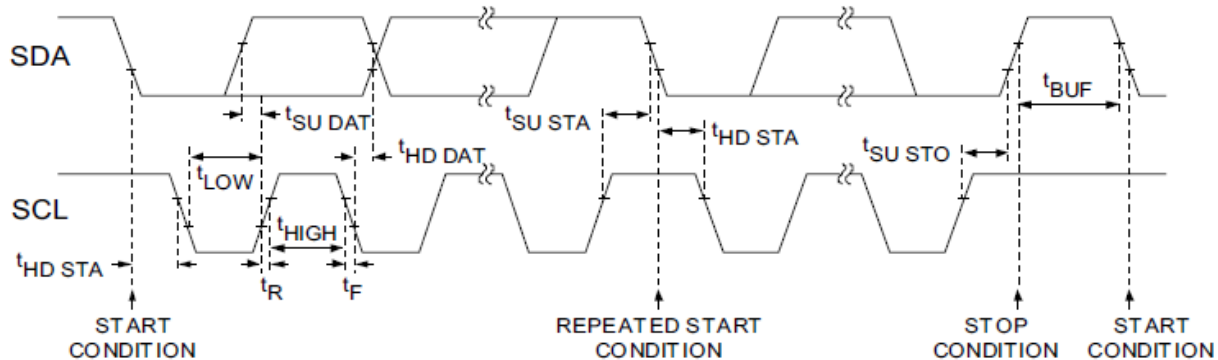 SDA
tSU DAT
tHD DAT
tSU STA
tHD STA
tBUF
tSU STO
tLOW
SCL
tHIGH
tHD STA
tR
tF
START
CONDITION
REPEATED START
CONDITION
STOP
CONDITION
START
CONDITION